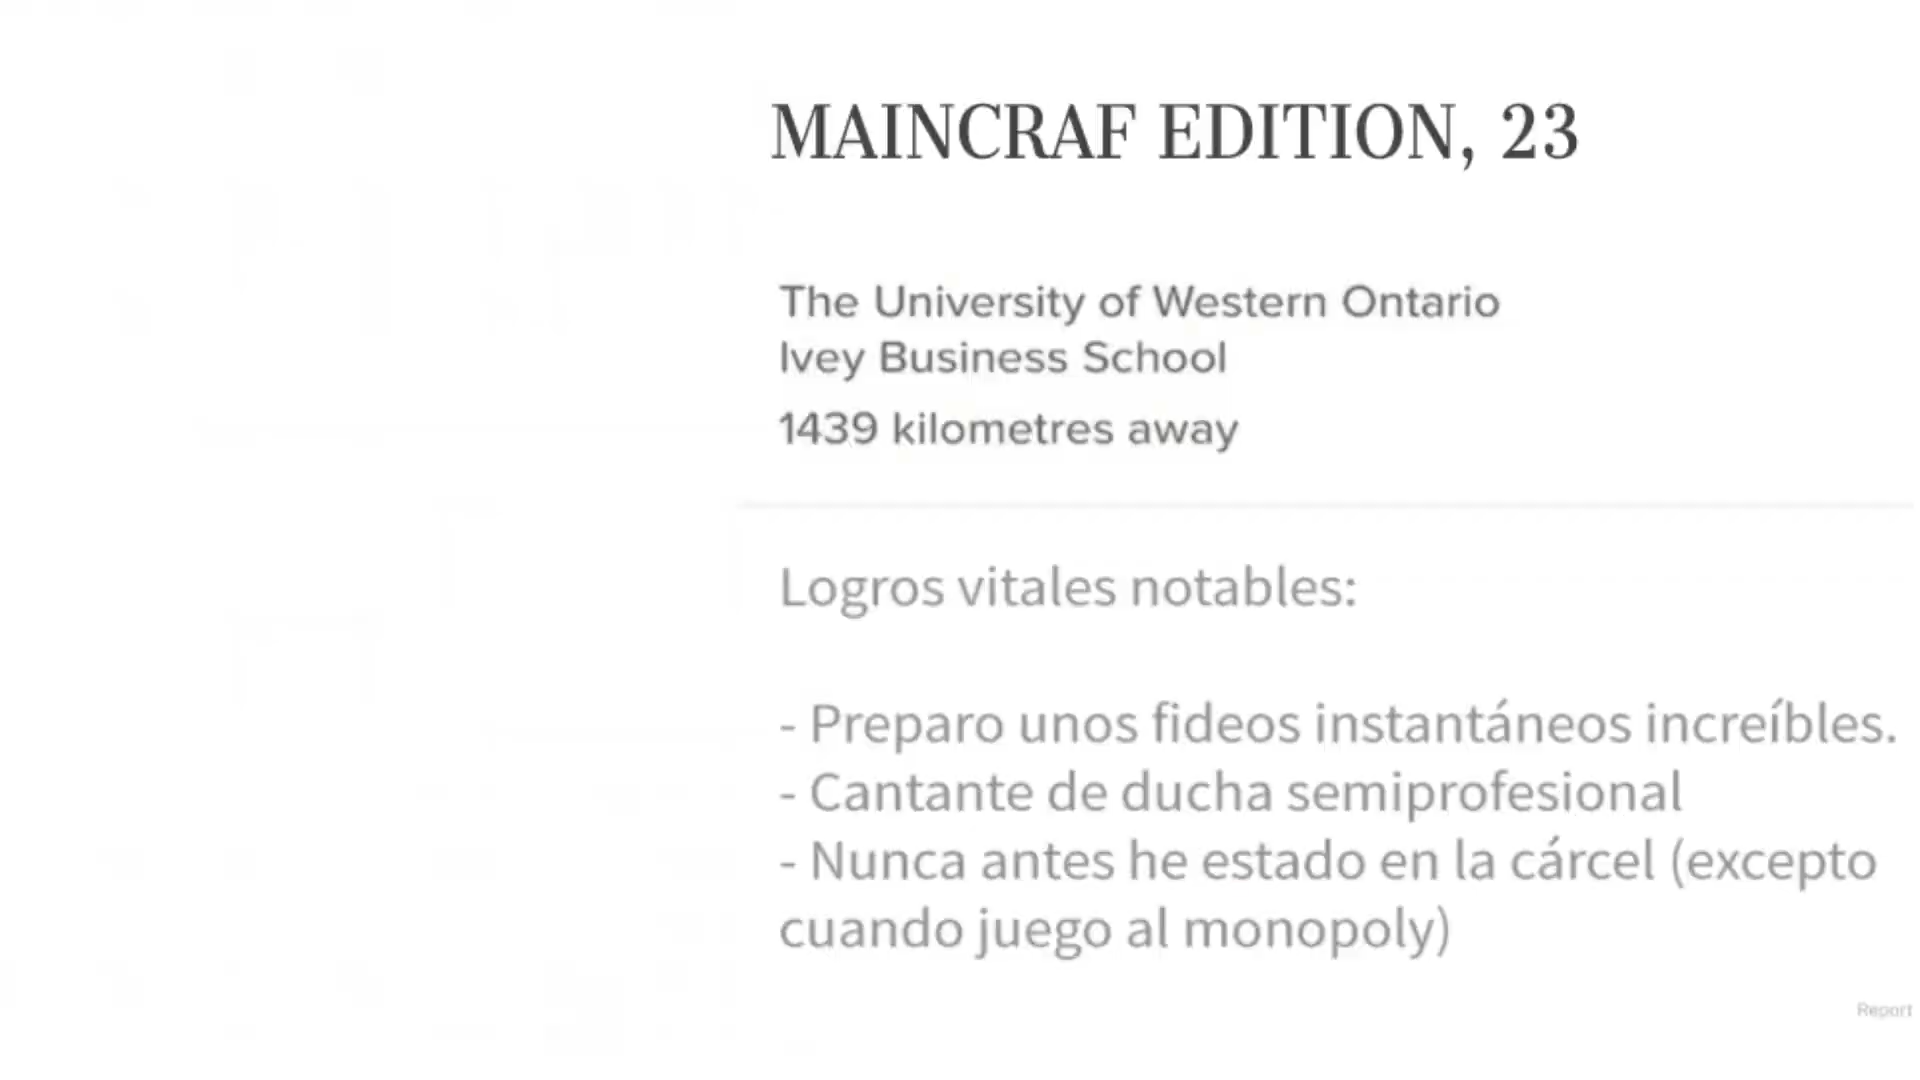 MAINCRAF EDITION, 23
The University of Western Ontario
Ivey Business School
1439 kilometres away
Logros vitales notables:
- Preparo unos fideos instantáneos increíbles.
- Cantante de ducha semiprofesional
- Nunca antes he estado en la cárcel (excepto
cuando juego al monopoly)
Report